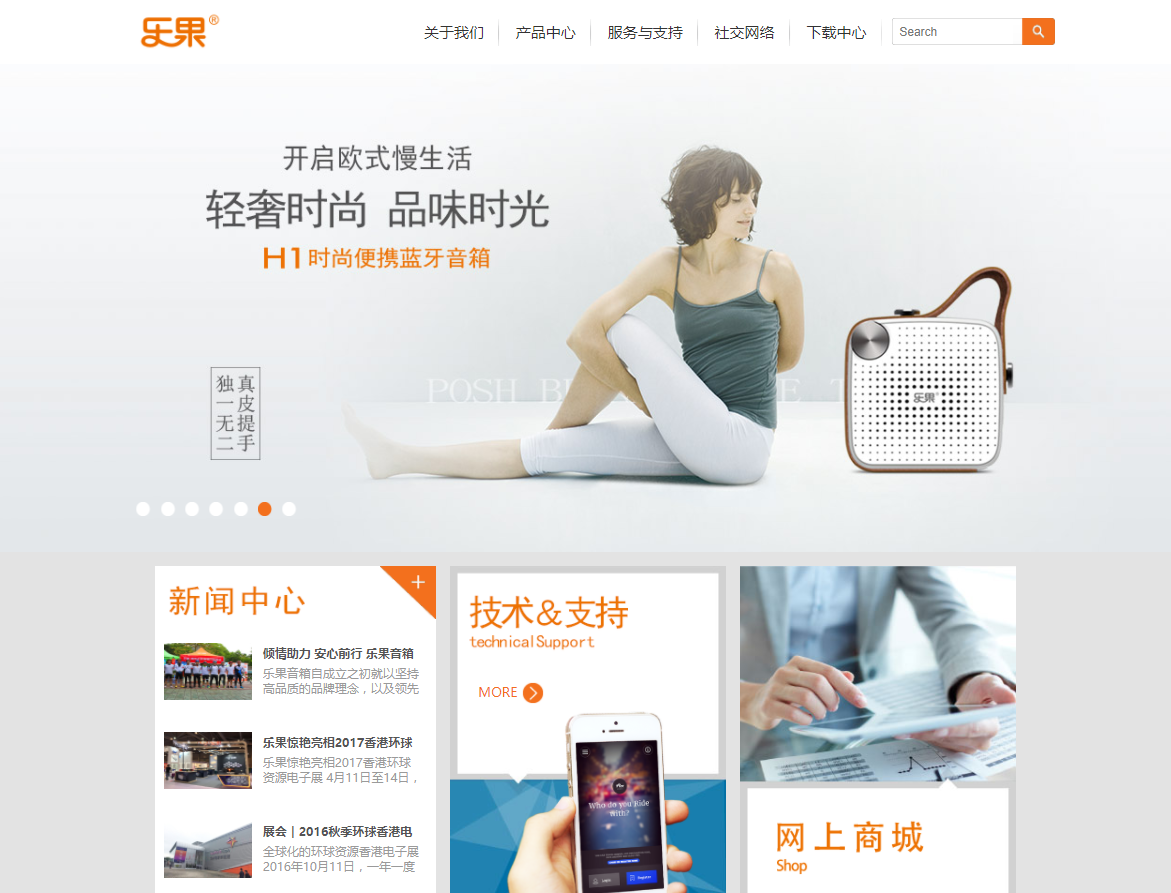 乐果®
关于我们
产品中心
服务与支持
社交网络
下载中心
Search
开启欧式慢生活
轻奢时尚 品味时光
H1 时尚便携蓝牙音箱
POSH
真皮提手
独一无二
乐果
新闻中心
+
倾情助力 安心前行 乐果音箱
乐果音箱自成立之初就以坚持
高品质的品牌理念，以及领先
乐果惊艳亮相2017香港环球
乐果惊艳亮相2017香港环球
资源电子展 4月11日至14日，
展会丨2016秋季环球香港电
全球化的环球资源香港电子展
2016年10月11日，一年一度
技术&支持
technical Support
MORE
Who do you Ride
With?
Login
Register
网上商城
Shop